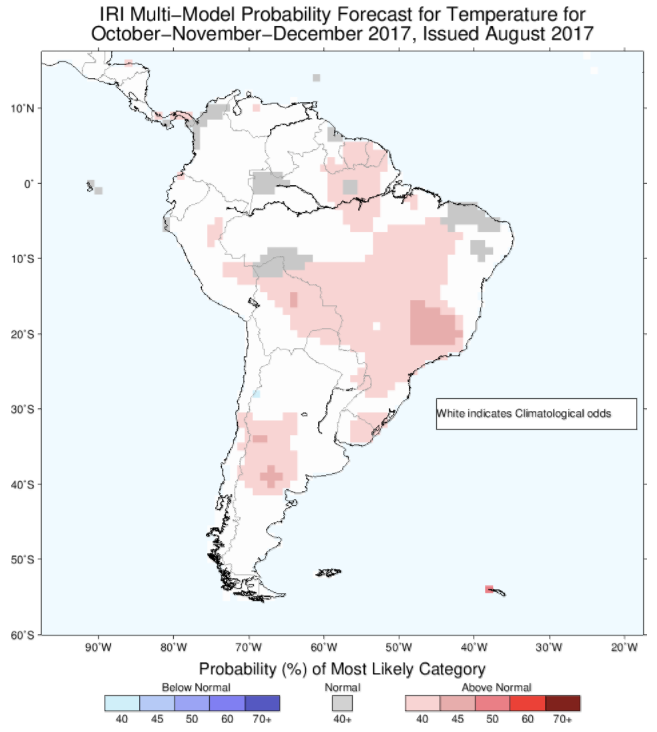 IRI Multi-Model Probability Forecast for Temperature for
October-November-December 2017, Issued August 2017
10˚N
0˚
10˚S
20˚S
30˚S
White indicates Climatological odds
40˚S
50˚S
60˚S
90˚W 80˚W 70˚W 60˚W 50˚W 40˚W 30˚W 20˚W
Probability (%) of Most Likely Category
Below Normal Normal Above Normal
40 45 50 60 70+ 40+ 40 45 50 60 70+